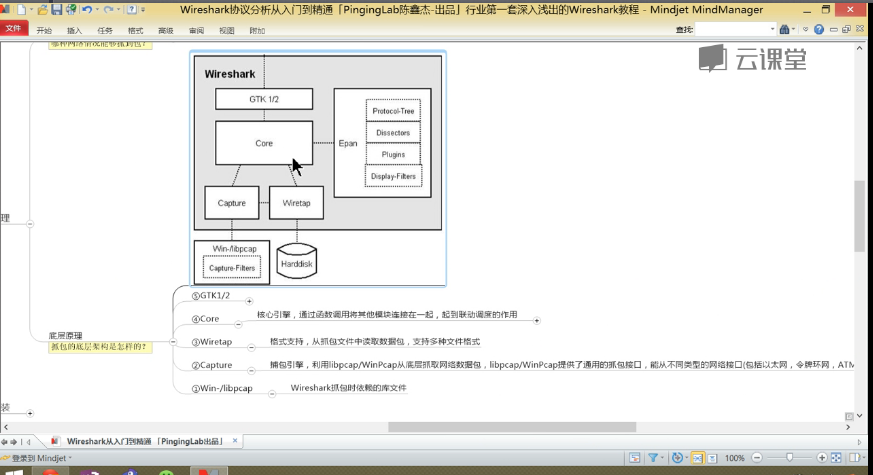 Wireshark协议分析从入门到精通「PingingLab陈鑫杰-出品」行业第一套深入浅出的Wireshark教程 - Mindjet MindManager
文件 开始 插入 任务 格式 高级 审阅 视图 附加 查找:
云课堂
哪种网络情况能够抓到包?
Wireshark
GTK 1/2
Core
Epan
Protocol-Tree
Dissectors
Plugins
Display-Filters
Capture
Wiretap
Win-/libpcap
Capture-Filters
Harddisk
理
⑤GTK1/2
④Core 核心引擎，通过函数调用将其他模块连接在一起，起到联动调度的作用
底层原理
抓包的底层架构是怎样的?
③Wiretap 格式支持，从抓包文件中读取数据包，支持多种文件格式
②Capture 捕包引擎，利用libpcap/WinPcap从底层抓取网络数据包，libpcap/WinPcap提供了通用的抓包接口，能从不同类型的网络接口(包括以太网，令牌环网，ATM
①Win-/libpcap Wireshark抓包时依赖的库文件
装
Wireshark从入门到精通「PingingLab出品」
登录到 Mindjet
100%